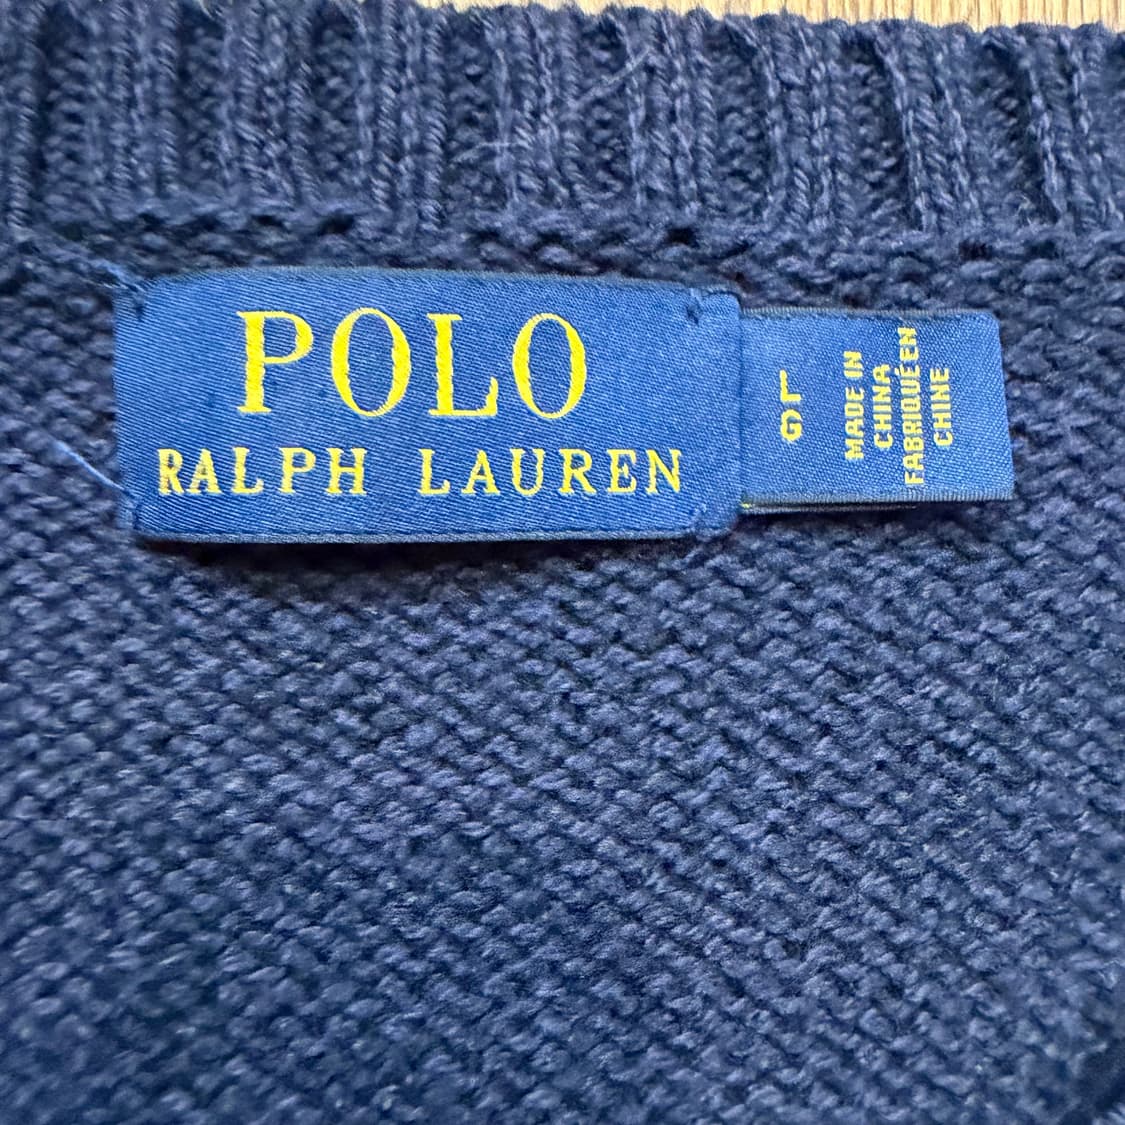 POLO
RALPH LAUREN
L
G
MADE IN
CHINA
FABRIQUÉ EN
CHINE